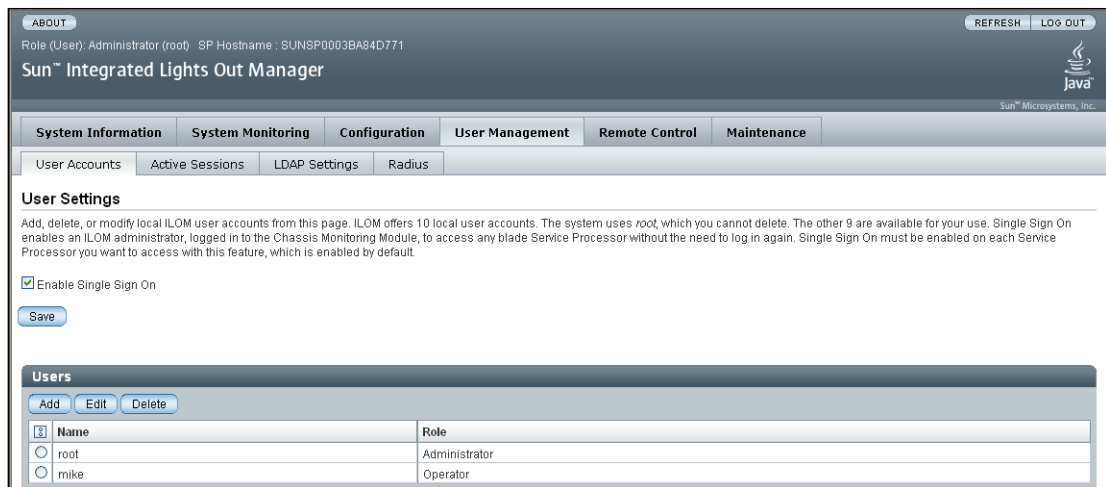 ABOUT REFRESH LOG OUT
Role (User): Administrator (root) SP Hostname : SUNSP0003BA84D771
Sun™ Integrated Lights Out Manager
Java™
Sun™ Microsystems, Inc.
System Information System Monitoring Configuration User Management Remote Control Maintenance
User Accounts Active Sessions LDAP Settings Radius
User Settings
Add, delete, or modify local ILOM user accounts from this page. ILOM offers 10 local user accounts. The system uses root, which you cannot delete. The other 9 are available for your use. Single Sign On
enables an ILOM administrator, logged in to the Chassis Monitoring Module, to access any blade Service Processor without the need to log in again. Single Sign On must be enabled on each Service
Processor you want to access with this feature, which is enabled by default.
Enable Single Sign On
Save
Users
Add Edit Delete
Name Role
root Administrator
mike Operator